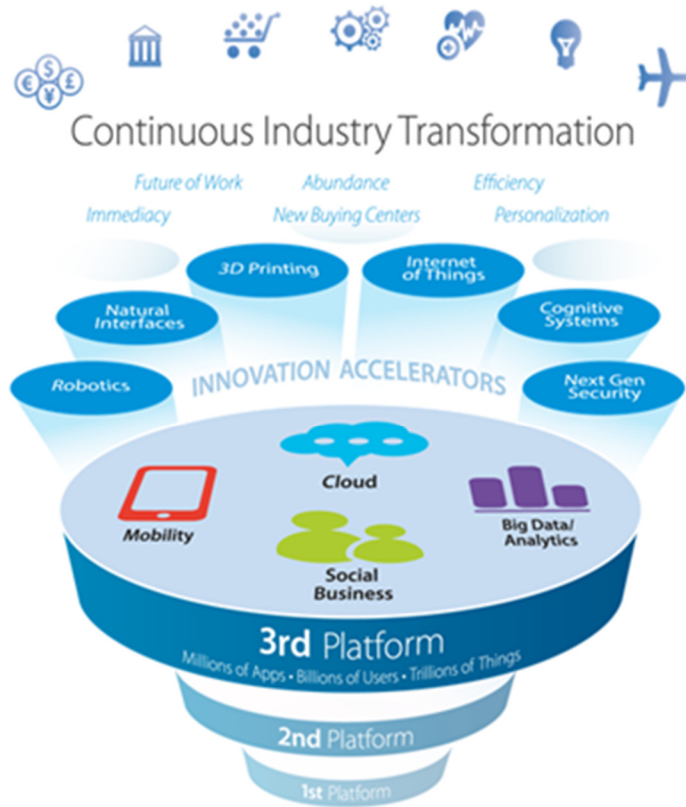 € $ £ ¥
Continuous Industry Transformation
Future of Work Abundance Efficiency
Immediacy New Buying Centers Personalization
3D Printing
Internet
of Things
Natural
Interfaces
Cognitive
Systems
Robotics
INNOVATION ACCELERATORS
Next Gen
Security
Cloud
Mobility
Big Data/
Analytics
Social
Business
3rd Platform
Millions of Apps • Billions of Users • Trillions of Things
2nd Platform
1st Platform